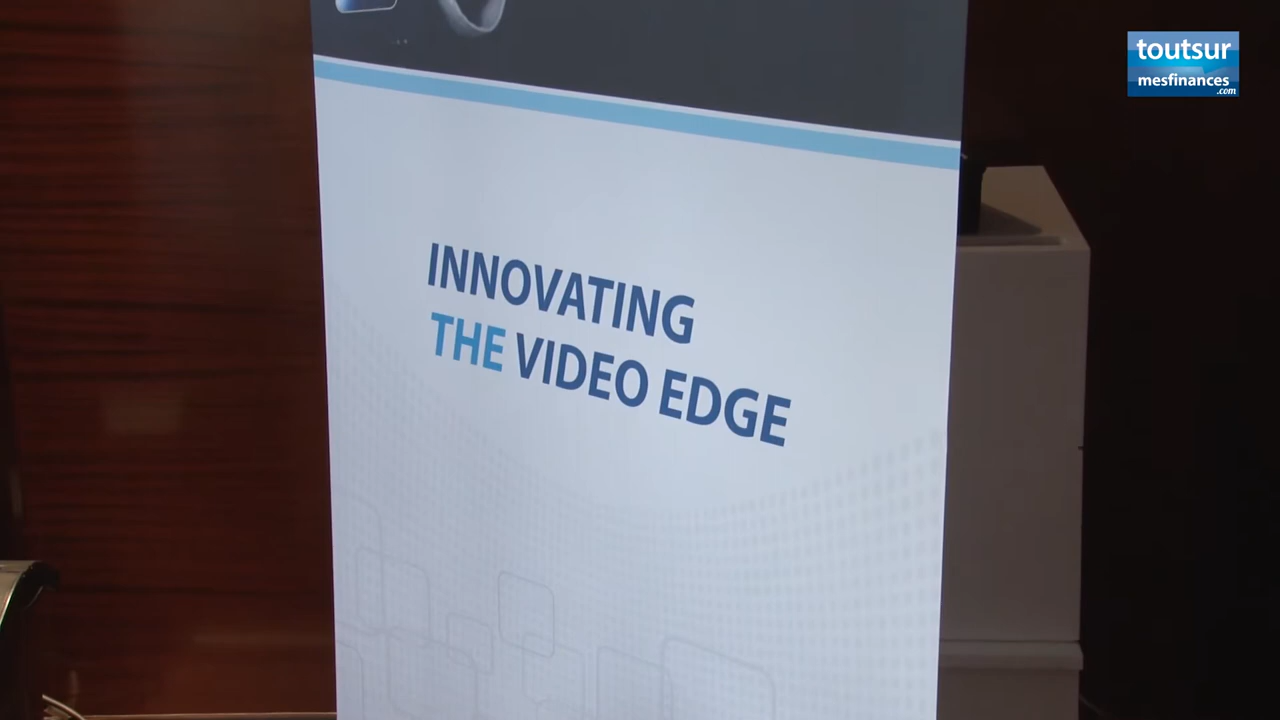 toutsur
mesfinances
.com
INNOVATING
THE VIDEO EDGE